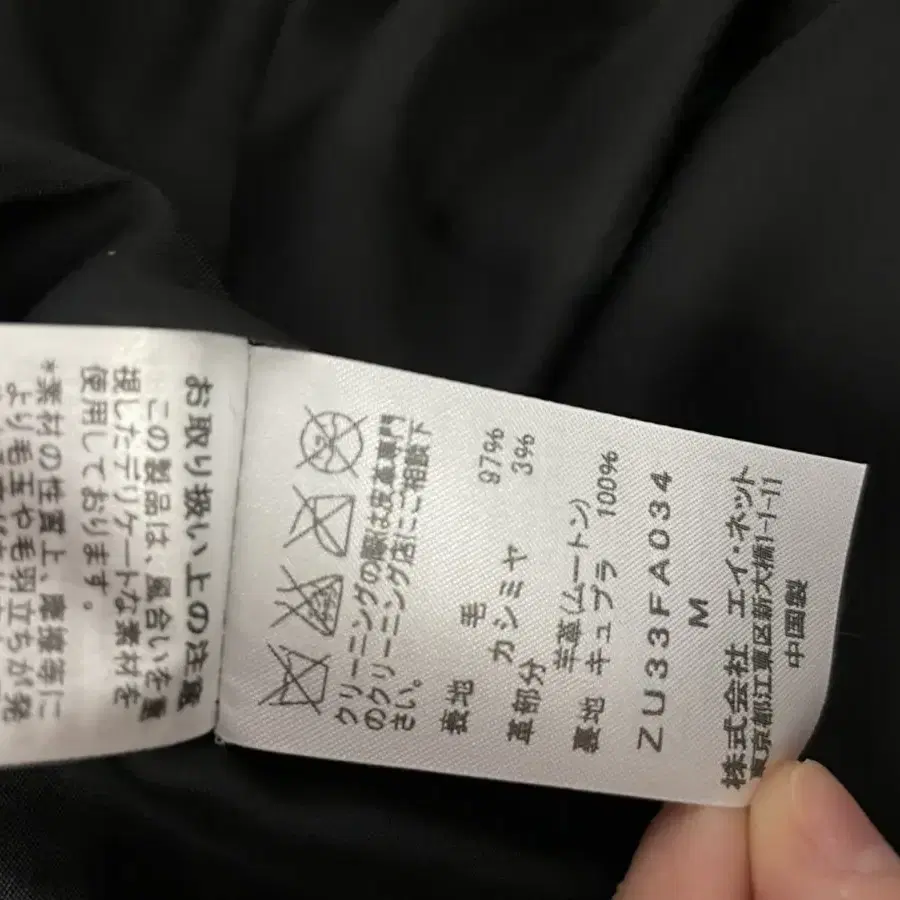 お取り扱い上の注意
この製品は、風合いを重
視したデリケートな素材を
使用しております。
*素材の性質上、摩擦等に
より毛玉や毛羽立ちが発
クリーニングの際は皮革専門
のクリーニング店にご相談下
さい。
表地 毛 97%
カシミヤ 3%
革部分
羊革(ムートン)
裏地 キュプラ 100%
ZU33FA034
M
株式会社 エイ・ネット
東京都江東区新大橋1-1-11
中国製